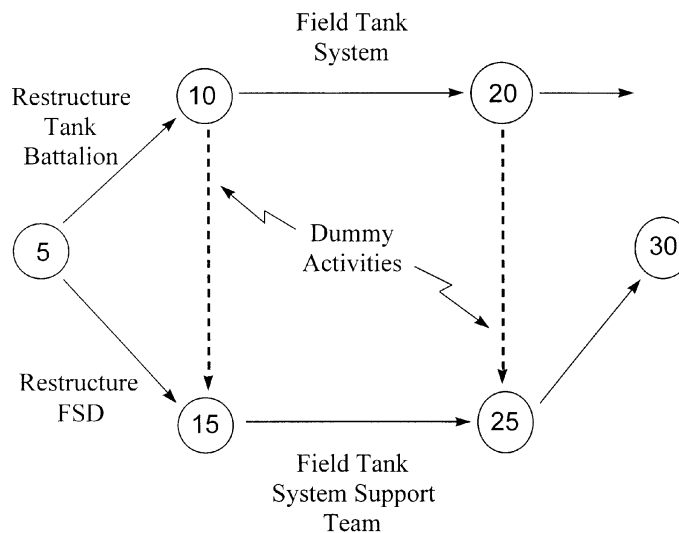 Field Tank
System
10
20
Restructure
Tank
Battalion
5
Dummy
Activities
30
Restructure
FSD
15
25
Field Tank
System Support
Team